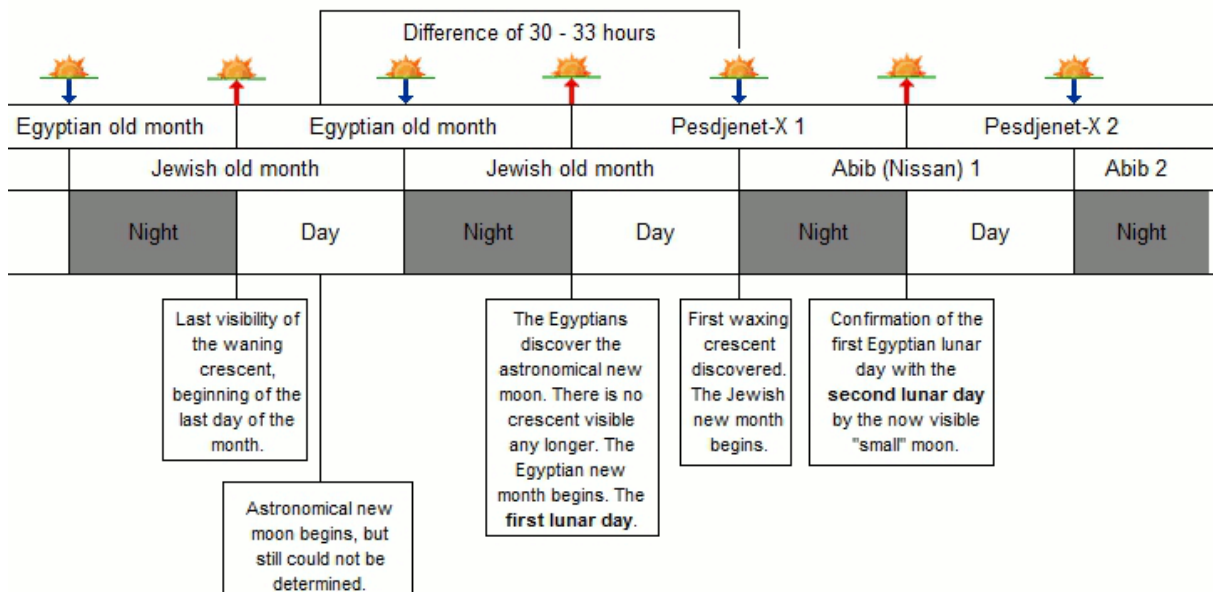 Difference of 30 - 33 hours
Egyptian old month
Egyptian old month
Pesdjenet-X 1
Pesdjenet-X 2
Jewish old month
Jewish old month
Abib (Nissan) 1
Abib 2
Night
Day
Night
Day
Night
Day
Night
Last visibility of
the waning
crescent,
beginning of the
last day of the
month.
Astronomical new
moon begins, but
still could not be
determined.
The Egyptians
discover the
astronomical new
moon. There is no
crescent visible
any longer. The
Egyptian new
month begins. The
first lunar day.
First waxing
crescent
discovered.
The Jewish
new month
begins.
Confirmation of the
first Egyptian lunar
day with the
second lunar day
by the now visible
"small" moon.